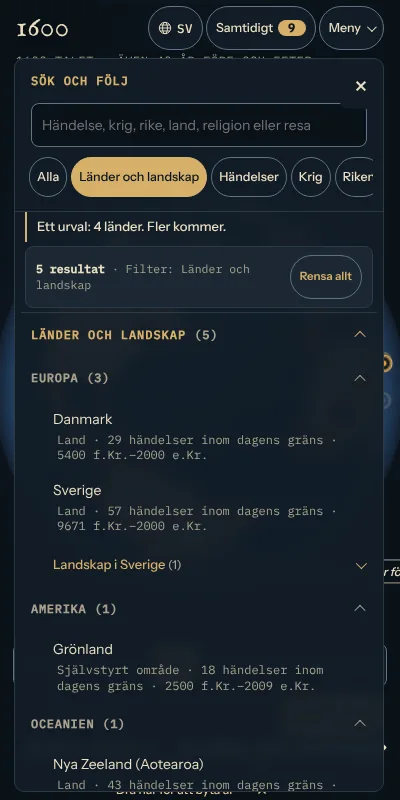 1600
SV
Samtidigt 9
Meny
SÖK OCH FÖLJ
×
Händelse, krig, rike, land, religion eller resa
Alla
Länder och landskap
Händelser
Krig
Riken
Ett urval: 4 länder. Fler kommer.
5 resultat · Filter: Länder och
landskap
Rensa allt
LÄNDER OCH LANDSKAP (5)
EUROPA (3)
Danmark
Land · 29 händelser inom dagens gräns ·
5400 f.Kr.–2000 e.Kr.
Sverige
Land · 57 händelser inom dagens gräns ·
9671 f.Kr.–2000 e.Kr.
Landskap i Sverige (1)
AMERIKA (1)
Grönland
Självstyrt område · 18 händelser inom
dagens gräns · 2500 f.Kr.–2009 e.Kr.
OCEANIEN (1)
Nya Zeeland (Aotearoa)
Land · 43 händelser inom dagens gräns ·